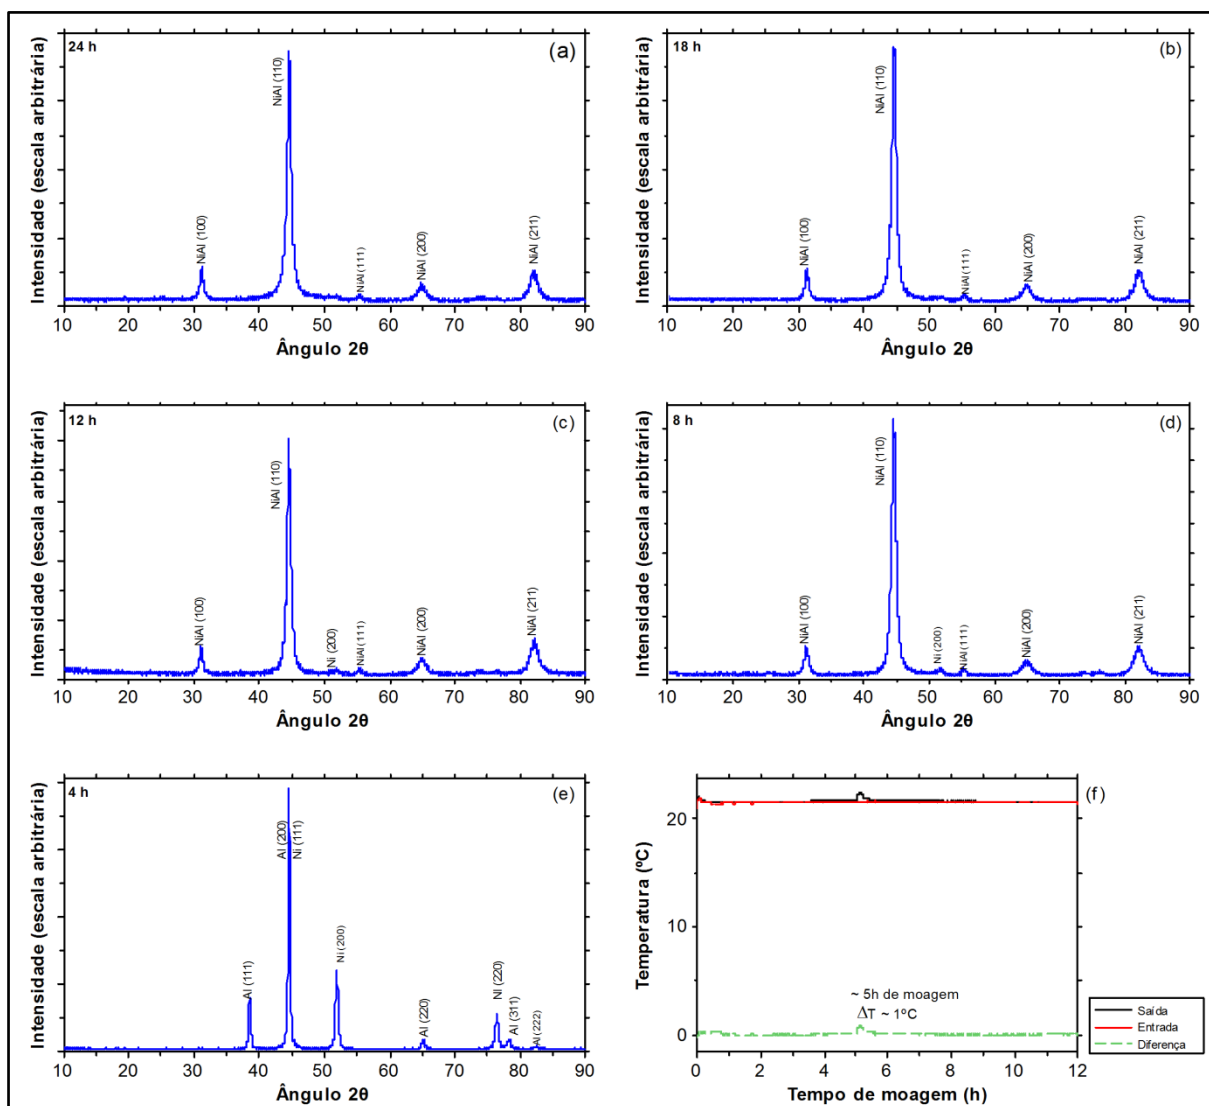 24 h
(a)
Intensidade (escala arbitrária)
NiAl (100)
NiAl (110)
NiAl (111)
NiAl (200)
NiAl (211)
10 20 30 40 50 60 70 80 90
Ângulo 2θ
18 h
(b)
Intensidade (escala arbitrária)
NiAl (100)
NiAl (110)
NiAl (111)
NiAl (200)
NiAl (211)
10 20 30 40 50 60 70 80 90
Ângulo 2θ
12 h
(c)
Intensidade (escala arbitrária)
NiAl (100)
NiAl (110)
Ni (200)
NiAl (111)
NiAl (200)
NiAl (211)
10 20 30 40 50 60 70 80 90
Ângulo 2θ
8 h
(d)
Intensidade (escala arbitrária)
NiAl (100)
NiAl (110)
Ni (200)
NiAl (111)
NiAl (200)
NiAl (211)
10 20 30 40 50 60 70 80 90
Ângulo 2θ
4 h
(e)
Intensidade (escala arbitrária)
Al (111)
Al (200)
Ni (111)
Ni (200)
Al (220)
NI (220)
Al (311)
Al (222)
10 20 30 40 50 60 70 80 90
Ângulo 2θ
(f)
Temperatura (ºC)
20
10
0
~ 5h de moagem
ΔT ~ 1ºC
0 2 4 6 8 10 12
Tempo de moagem (h)
Saída
Entrada
Diferença